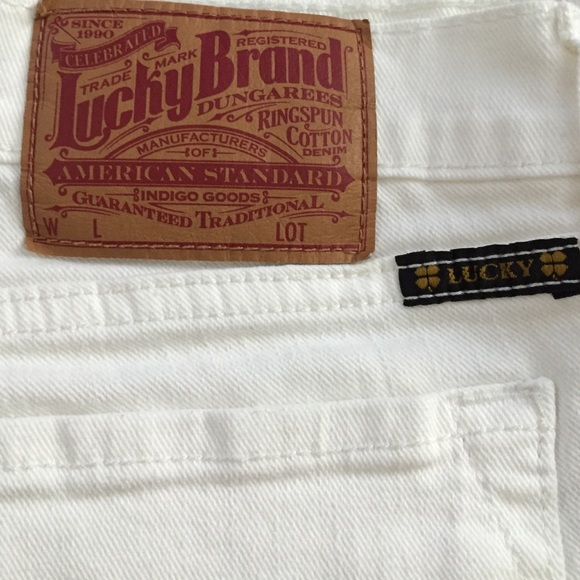 SINCE
1990
CELEBRATED
TRADE MARK REGISTERED
Lucky Brand
DUNGAREES
RINGSPUN
COTTON
DENIM
MANUFACTURERS
OF
AMERICAN STANDARD
INDIGO GOODS
GUARANTEED TRADITIONAL
W L LOT
LUCKY